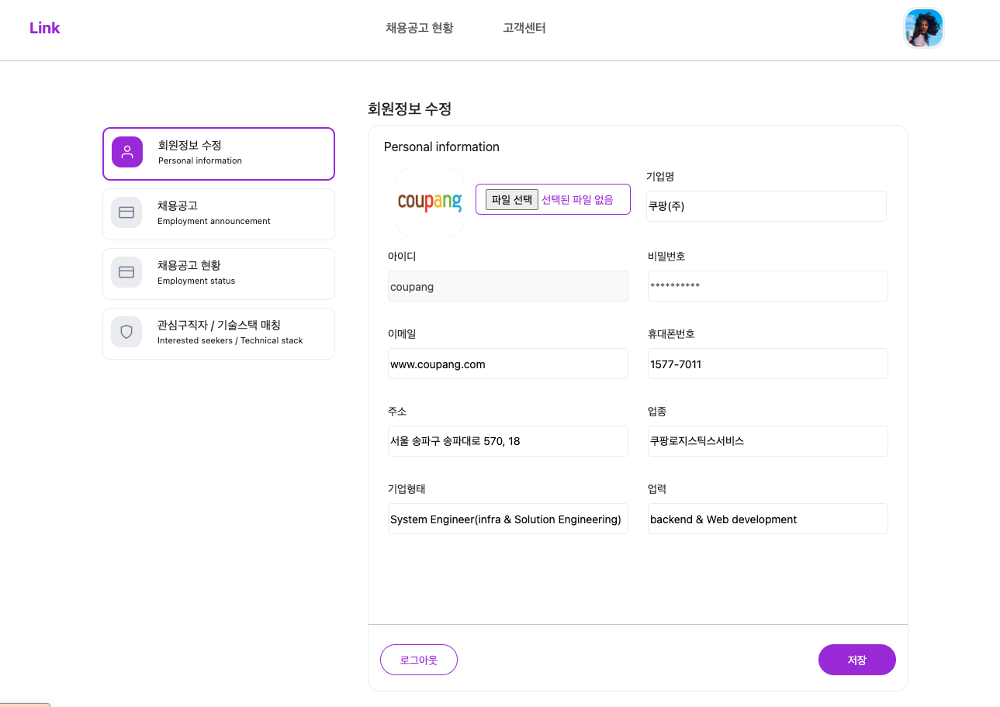 Link
채용공고 현황
고객센터
회원정보 수정
Personal information
채용공고
Employment announcement
채용공고 현황
Employment status
관심구직자 / 기술스택 매칭
Interested seekers / Technical stack
회원정보 수정
Personal information
coupang
파일 선택 선택된 파일 없음
기업명
쿠팡(주)
아이디
coupang
비밀번호
**********
이메일
www.coupang.com
휴대폰번호
1577-7011
주소
서울 송파구 송파대로 570, 18
업종
쿠팡로지스틱스서비스
기업형태
System Engineer(infra & Solution Engineering)
업력
backend & Web development
로그아웃
저장